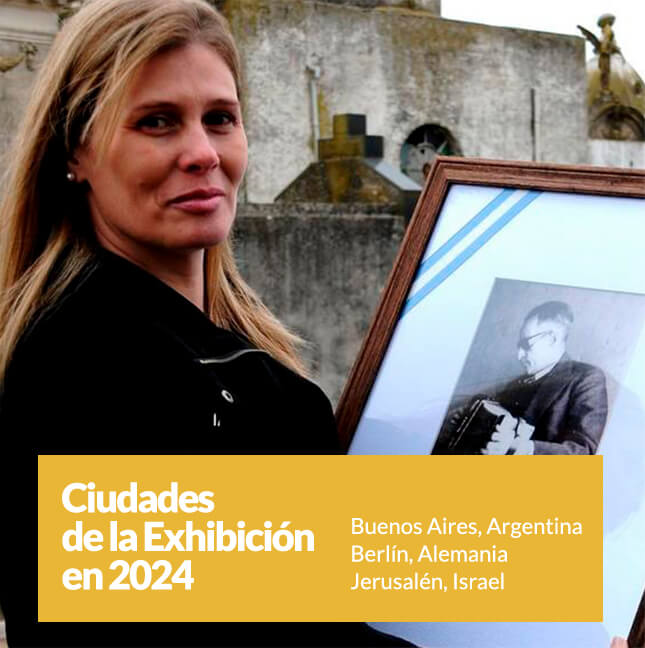 Ciudades
de la Exhibición
en 2024
Buenos Aires, Argentina
Berlín, Alemania
Jerusalén, Israel